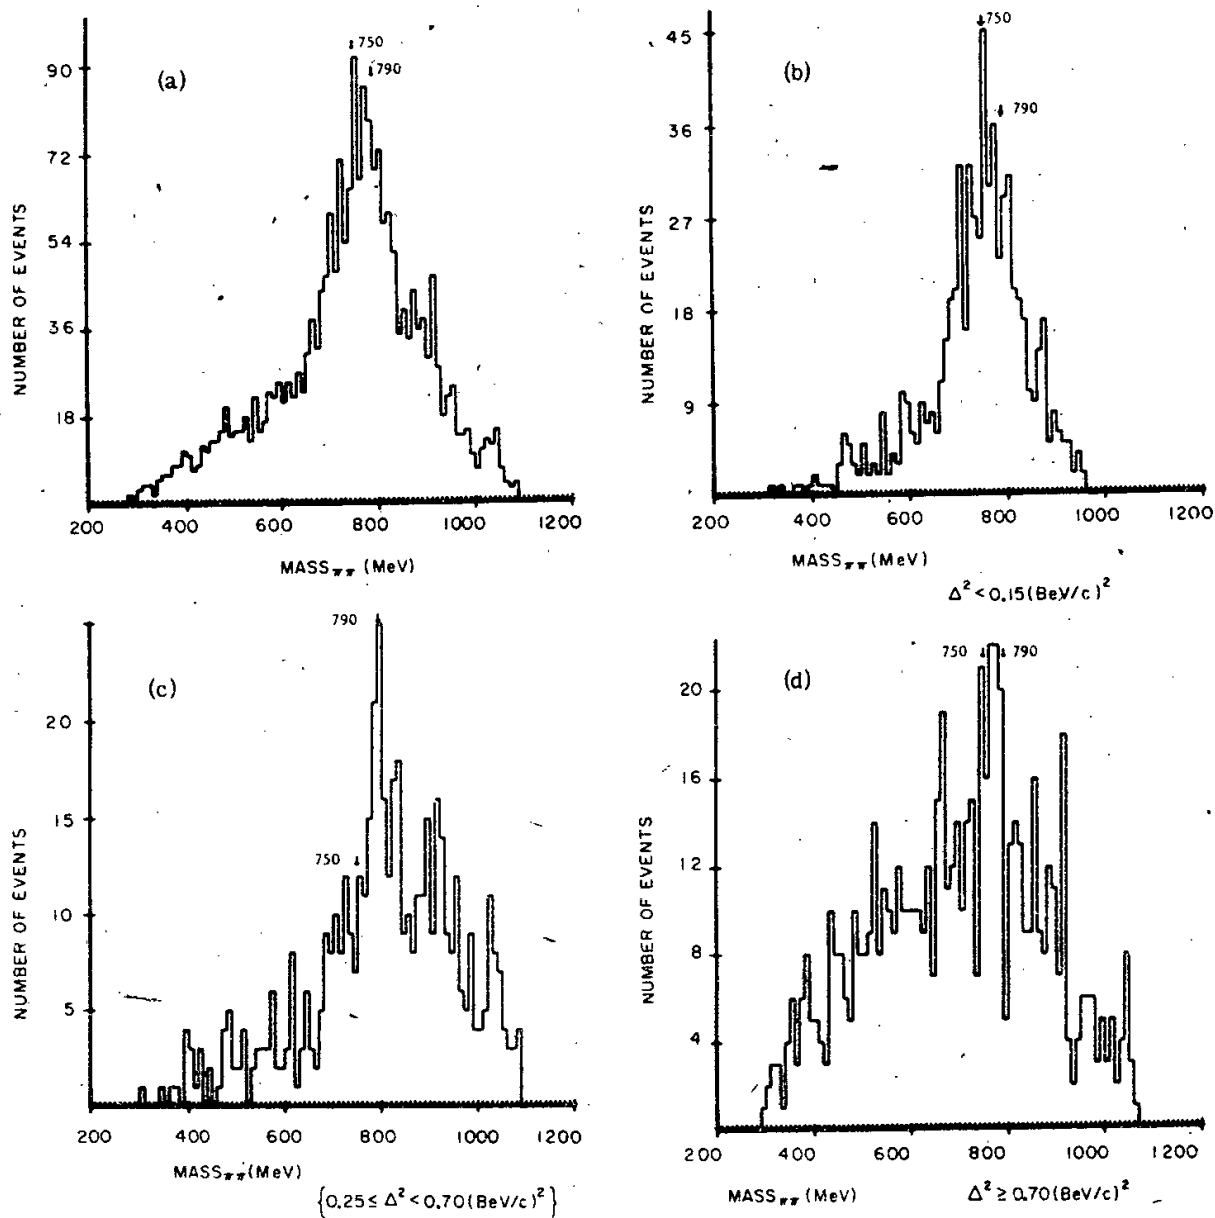 (a)
750
790
90
72
54
36
18
NUMBER OF EVENTS
200 400 600 800 1000 1200
MASSππ (MeV)
(b)
750
790
45
36
27
18
9
NUMBER OF EVENTS
200 400 600 800 1000 1200
MASSππ (MeV)
Δ² < 0.15 (BeV/c)²
(c)
790
750
20
15
10
5
NUMBER OF EVENTS
200 400 600 800 1000 1200
MASSππ (MeV)
{0.25 ≤ Δ² < 0.70 (BeV/c)²}
(d)
750 790
20
16
12
8
4
NUMBER OF EVENTS
200 400 600 800 1000 1200
MASSππ (MeV)
Δ² ≥ 0.70 (BeV/c)²